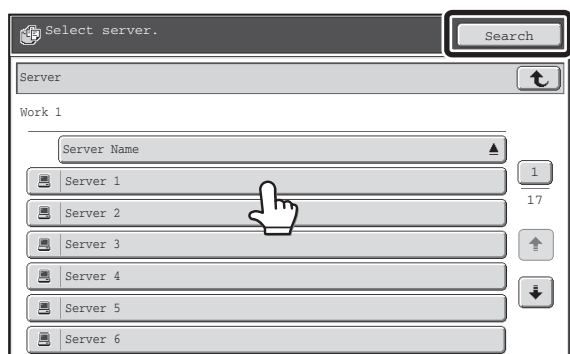 Select server.
Search
Server
Work 1
Server Name
Server 1
Server 2
Server 3
Server 4
Server 5
Server 6
1
17